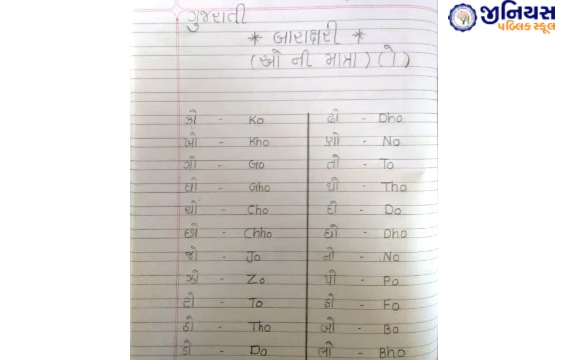 જીનિયસ
પબ્લિક સ્કૂલ
ગુજરાતી
* બારાક્ષરી *
(ઓ ની માત્રા) (ો)
કો - Ko
ખો - Kho
ગો - Go
ઘો - Gho
ચો - Cho
છો - Chho
જો - Jo
ઝો - Zo
ટો - To
ઠો - Tho
ડો - Do
ઢો - Dho
ણો - No
તો - To
થો - Tho
દો - Do
ધો - Dho
નો - No
પો - Po
ફો - Fo
બો - Bo
ભો - Bho